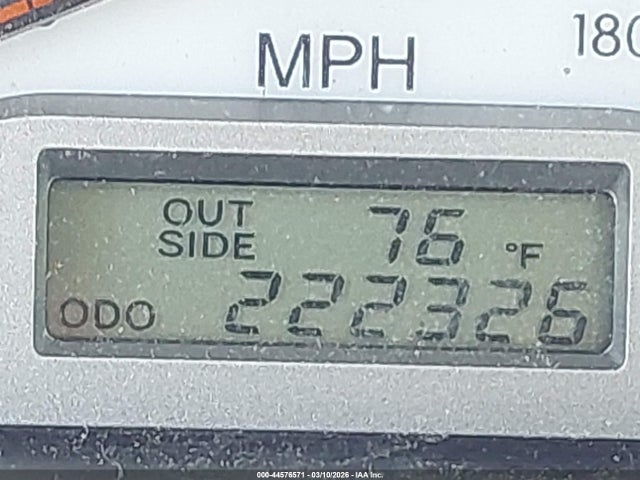 MPH
180
OUT SIDE 76 °F
ODO 222326
000-44576571 - 03/10/2026 - IAA Inc.